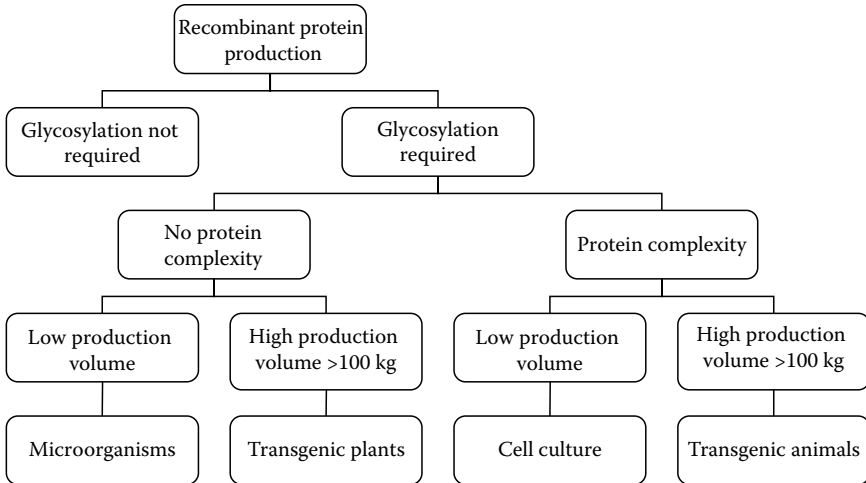 Recombinant protein
production
Glycosylation not
required
Glycosylation
required
No protein
complexity
Protein complexity
Low production
volume
High production
volume >100 kg
Low production
volume
High production
volume >100 kg
Microorganisms
Transgenic plants
Cell culture
Transgenic animals